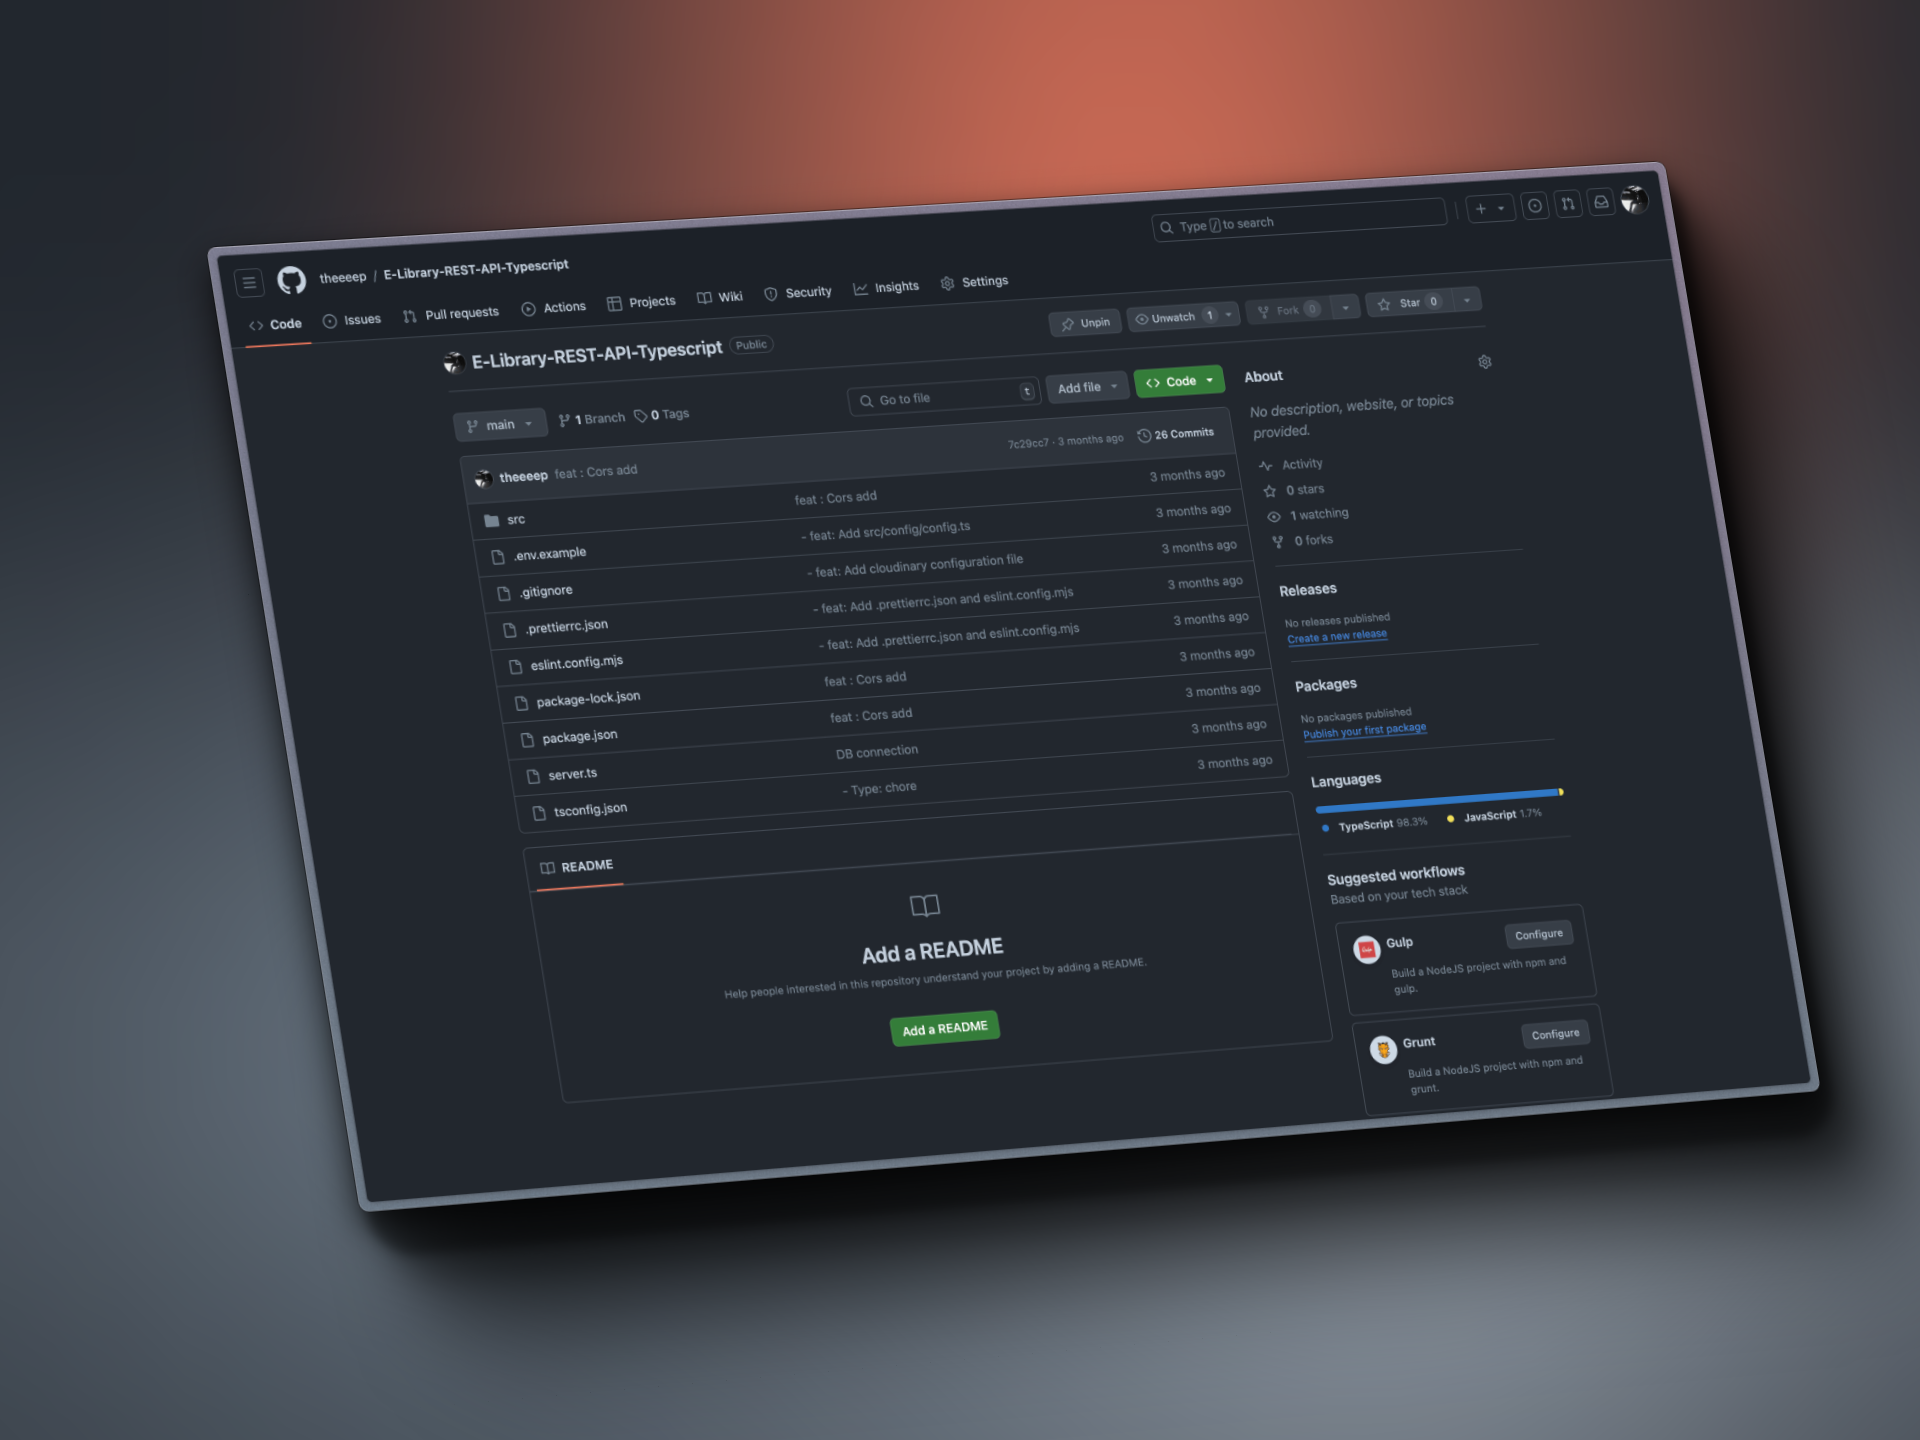 theeeep / E-Library-REST-API-Typescript
Type / to search
Code
Issues
Pull requests
Actions
Projects
Wiki
Security
Insights
Settings
E-Library-REST-API-Typescript Public
Unpin
Unwatch 1
Fork 0
Star 0
main
1 Branch
0 Tags
Go to file t
Add file
Code
theeeep feat : Cors add 7c29cc7 · 3 months ago 26 Commits
src feat : Cors add 3 months ago
.env.example - feat: Add src/config/config.ts 3 months ago
.gitignore - feat: Add cloudinary configuration file 3 months ago
.prettierrc.json - feat: Add .prettierrc.json and eslint.config.mjs 3 months ago
eslint.config.mjs - feat: Add .prettierrc.json and eslint.config.mjs 3 months ago
package-lock.json feat : Cors add 3 months ago
package.json feat : Cors add 3 months ago
server.ts DB connection 3 months ago
tsconfig.json - Type: chore 3 months ago
README
Add a README
Help people interested in this repository understand your project by adding a README.
Add a README
About
No description, website, or topics
provided.
Activity
0 stars
1 watching
0 forks
Releases
No releases published
Create a new release
Packages
No packages published
Publish your first package
Languages
TypeScript 98.3% JavaScript 1.7%
Suggested workflows
Based on your tech stack
Gulp Configure
Build a NodeJS project with npm and
gulp.
Grunt Configure
Build a NodeJS project with npm and
grunt.